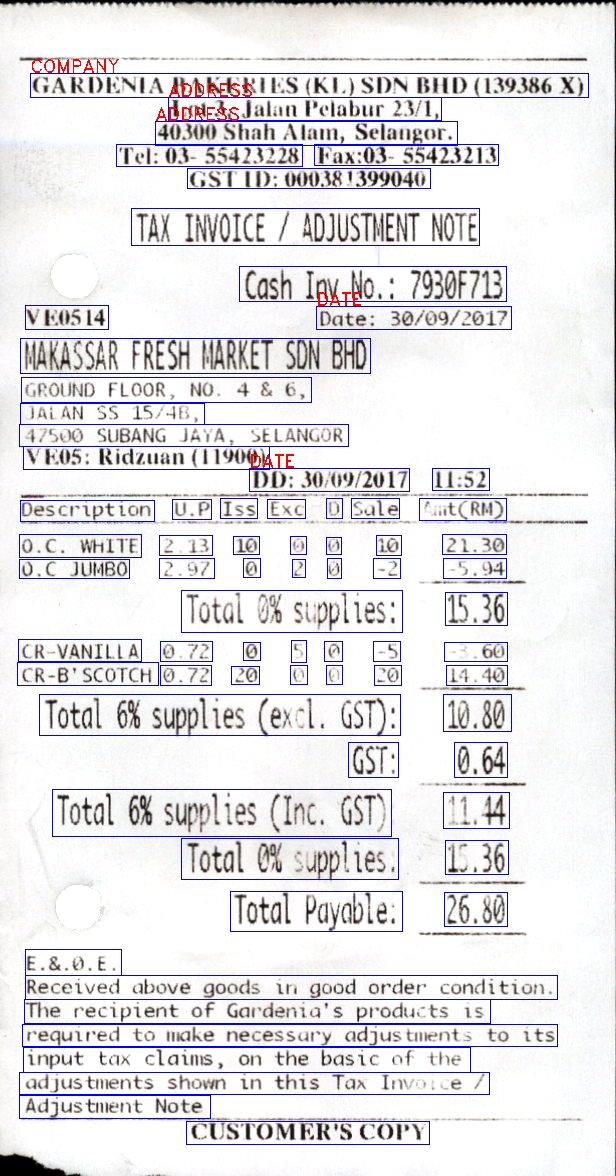 COMPANY
GARDENIA BAKERIES (KL) SDN BHD (139386 X)
ADDRESS
Lot 3, Jalan Pelabur 23/1,
ADDRESS
40300 Shah Alam, Selangor.
Tel: 03- 55423228 Fax:03- 55423213
GST ID: 000381399040
TAX INVOICE / ADJUSTMENT NOTE
Cash Inv No.: 7930F713
DATE
VE0514 Date: 30/09/2017
MAKASSAR FRESH MARKET SDN BHD
GROUND FLOOR, NO. 4 & 6,
JALAN SS 15/4B,
47500 SUBANG JAYA, SELANGOR
VE05: Ridzuan (11900)
DATE
DD: 30/09/2017 11:52
Description U.P Iss Exc D Sale Amt(RM)
O.C. WHITE 2.13 10 0 0 10 21.30
O.C JUMBO 2.97 0 2 0 -2 -5.94
Total 0% supplies: 15.36
CR-VANILLA 0.72 0 5 0 -5 -3.60
CR-B'SCOTCH 0.72 20 0 0 20 14.40
Total 6% supplies (excl. GST): 10.80
GST: 0.64
Total 6% supplies (Inc. GST) 11.44
Total 0% supplies. 15.36
Total Payable: 26.80
E.&.O.E.
Received above goods in good order condition.
The recipient of Gardenia's products is
required to make necessary adjustments to its
input tax claims, on the basic of the
adjustments shown in this Tax Invoice /
Adjustment Note
CUSTOMER'S COPY